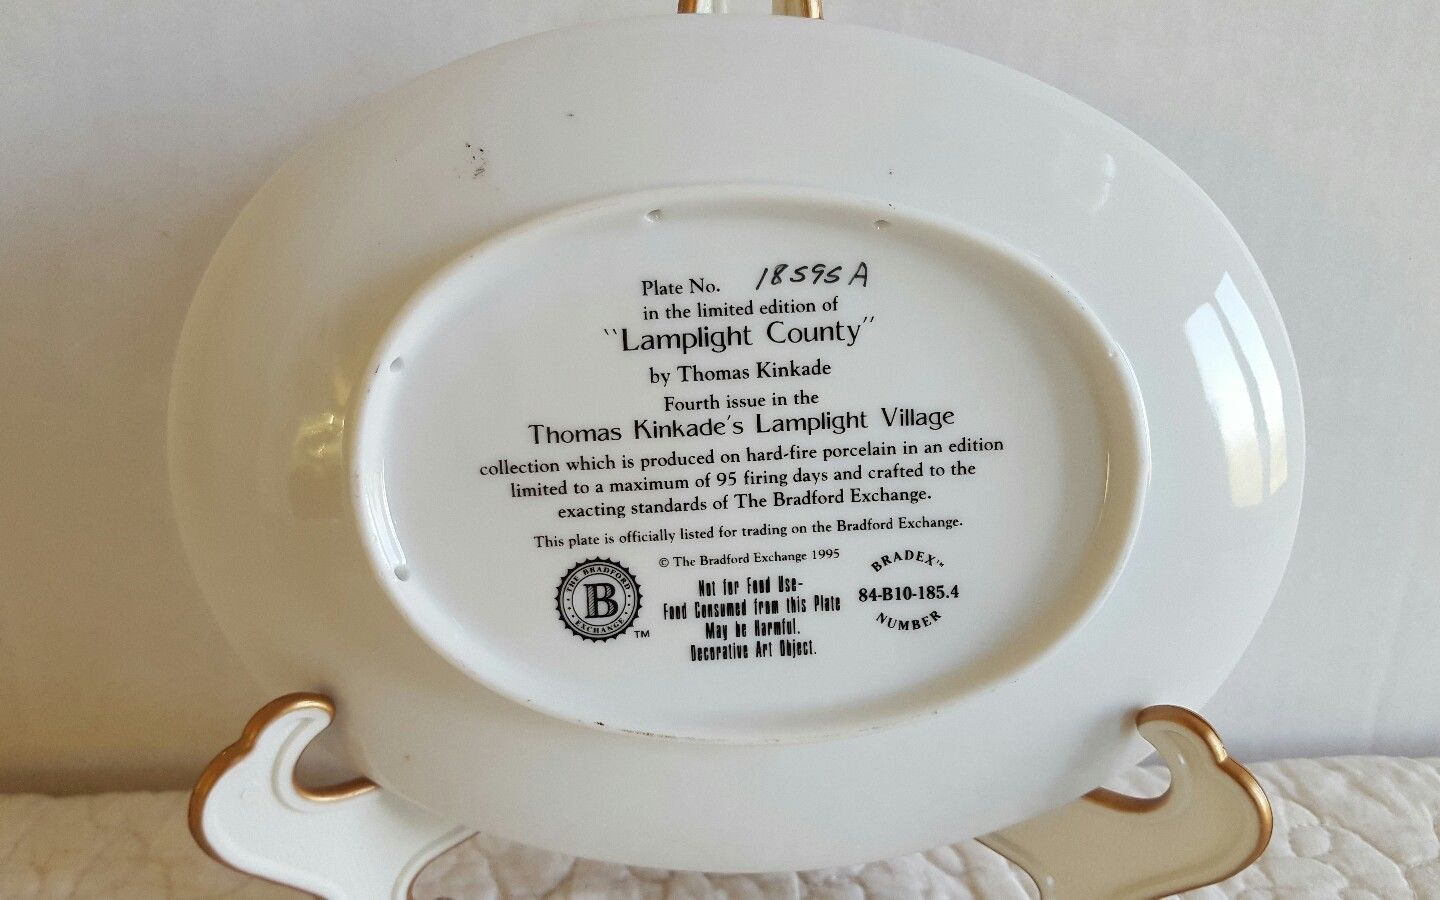 Plate No. 18595A
in the limited edition of
"Lamplight County"
by Thomas Kinkade
Fourth issue in the
Thomas Kinkade's Lamplight Village
collection which is produced on hard-fire porcelain in an edition
limited to a maximum of 95 firing days and crafted to the
exacting standards of The Bradford Exchange.
This plate is officially listed for trading on the Bradford Exchange.
© The Bradford Exchange 1995
THE BRADFORD
B
EXCHANGE
TM
Not for Food Use-
Food Consumed from this Plate
May be Harmful.
Decorative Art Object.
BRADEX™
84-B10-185.4
NUMBER